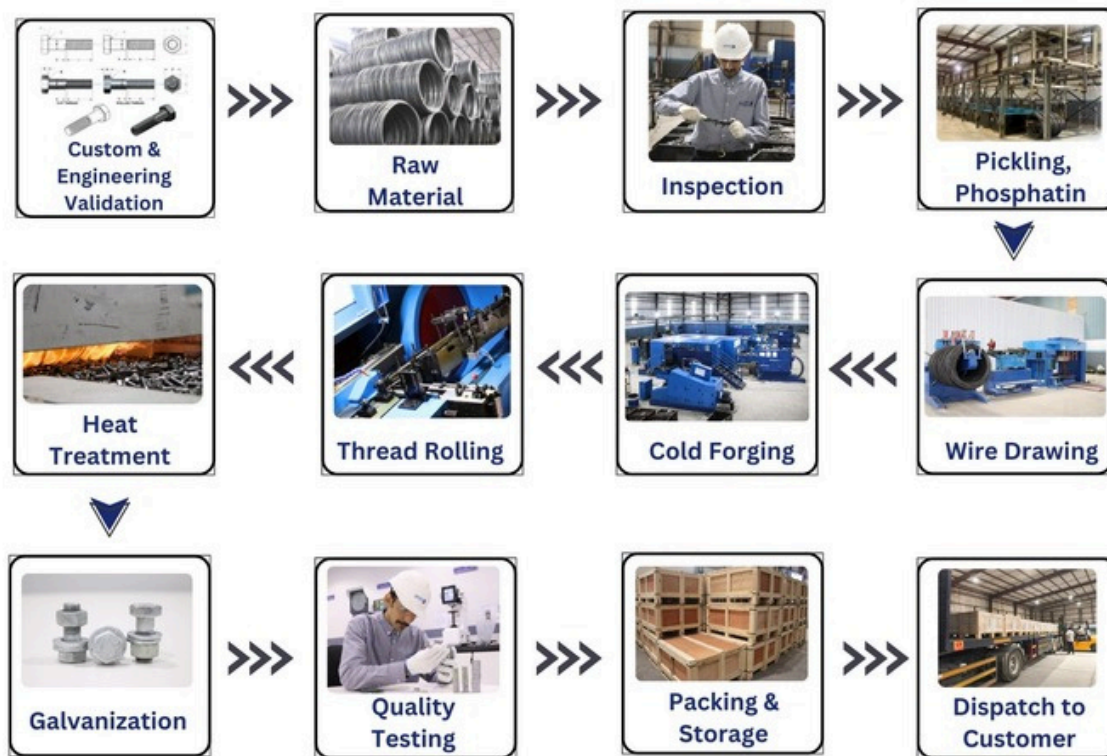 Custom &
Engineering
Validation
Raw
Material
Inspection
Pickling,
Phosphatin
Wire Drawing
Cold Forging
Thread Rolling
Heat
Treatment
Galvanization
Quality
Testing
Packing &
Storage
Dispatch to
Customer